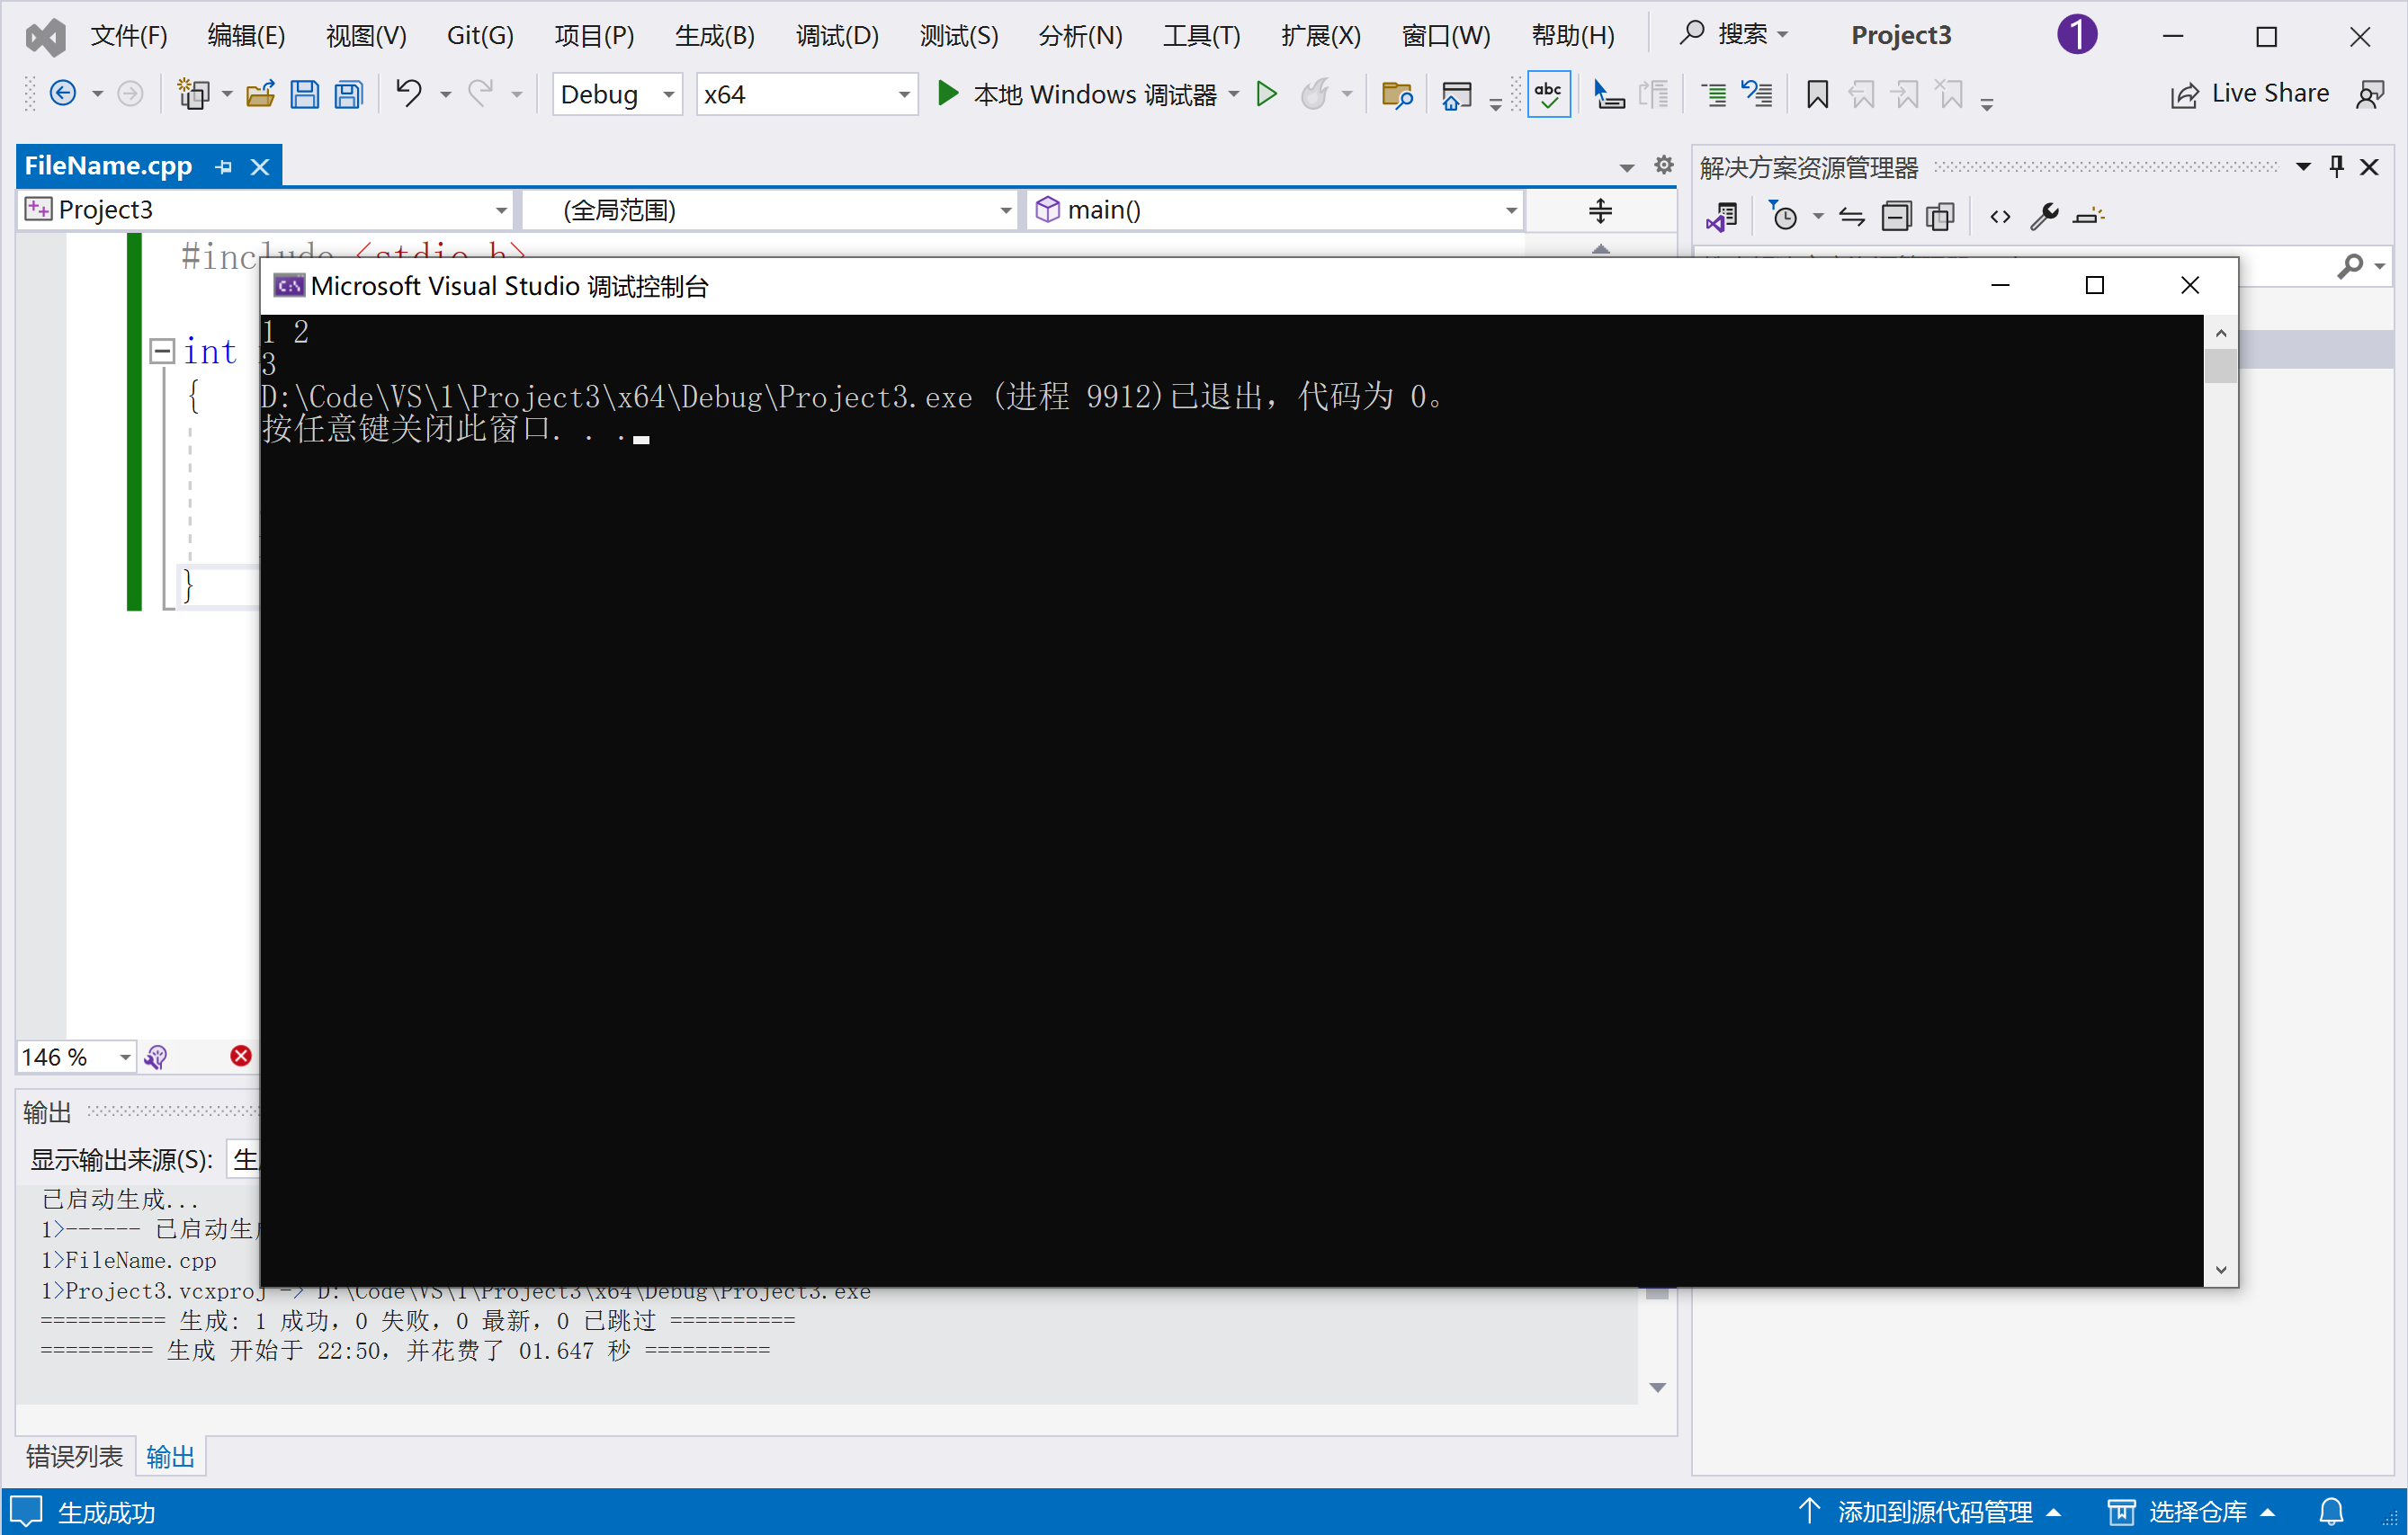 文件(F) 编辑(E) 视图(V) Git(G) 项目(P) 生成(B) 调试(D) 测试(S) 分析(N) 工具(T) 扩展(X) 窗口(W) 帮助(H) 搜索 Project3 1
Debug x64 本地 Windows 调试器 abc Live Share
FileName.cpp
解决方案资源管理器
Project3 (全局范围) main()
#include <stdio.h>
Microsoft Visual Studio 调试控制台
1 2
int
3
{
D:\Code\VS\1\Project3\x64\Debug\Project3.exe (进程 9912)已退出，代码为 0。
按任意键关闭此窗口. . .
}
146 %
输出
显示输出来源(S):
已启动生成...
1>------ 已启动生
1>FileName.cpp
1>Project3.vcxproj -> D:\Code\VS\1\Project3\x64\Debug\Project3.exe
========== 生成: 1 成功，0 失败，0 最新，0 已跳过 ==========
========= 生成 开始于 22:50，并花费了 01.647 秒 ==========
错误列表 输出
生成成功 添加到源代码管理 选择仓库